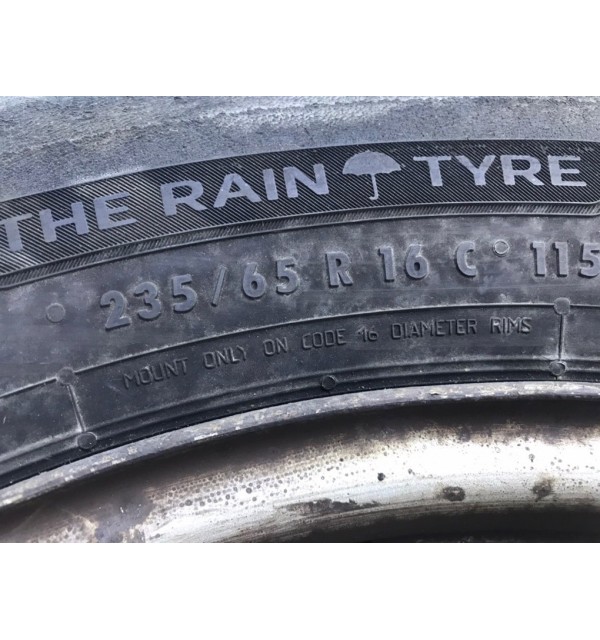 THE RAIN TYRE
235/65 R 16 C 115
MOUNT ONLY ON CODE 16 DIAMETER RIMS